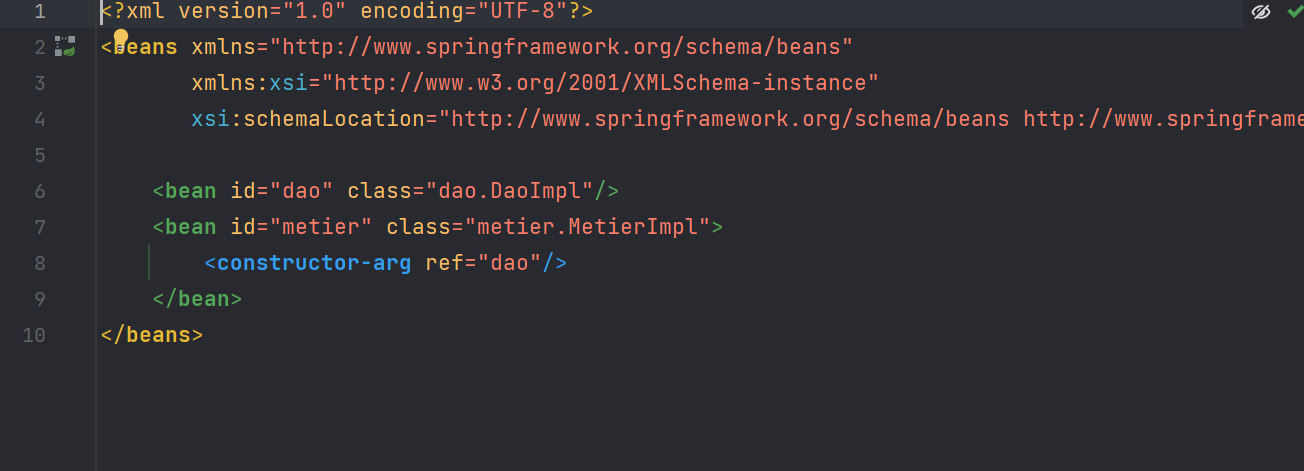 1 <?xml version="1.0" encoding="UTF-8"?>
2 <beans xmlns="http://www.springframework.org/schema/beans"
3 xmlns:xsi="http://www.w3.org/2001/XMLSchema-instance"
4 xsi:schemaLocation="http://www.springframework.org/schema/beans http://www.springframe
5
6 <bean id="dao" class="dao.DaoImpl"/>
7 <bean id="metier" class="metier.MetierImpl">
8 <constructor-arg ref="dao"/>
9 </bean>
10 </beans>